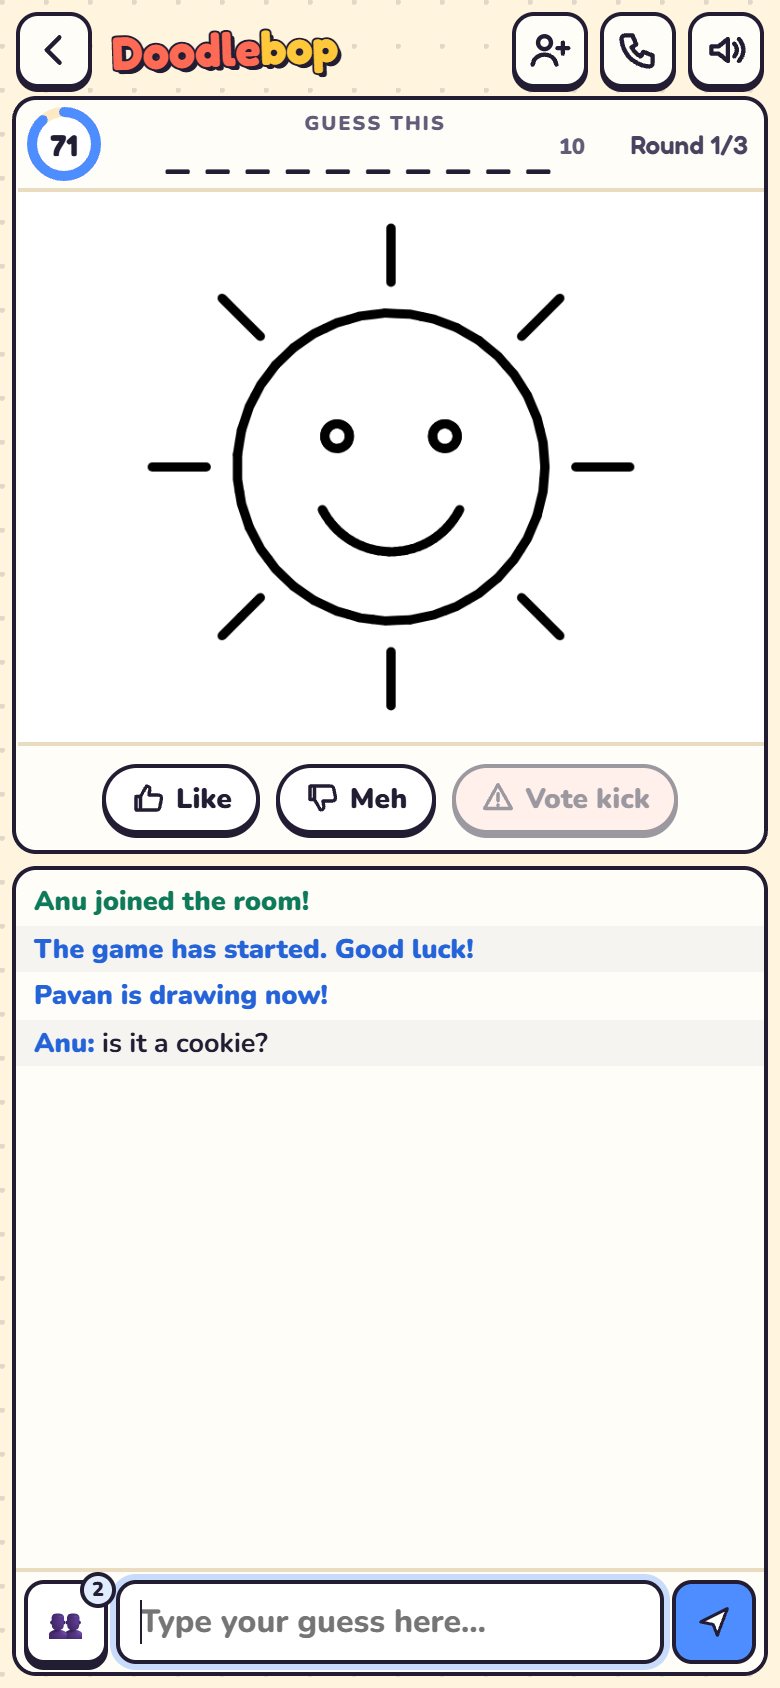 Doodlebop
71
GUESS THIS
_ _ _ _ _ _ _ _ _ _ 10
Round 1/3
Like
Meh
Vote kick
Anu joined the room!
The game has started. Good luck!
Pavan is drawing now!
Anu: is it a cookie?
2
Type your guess here...